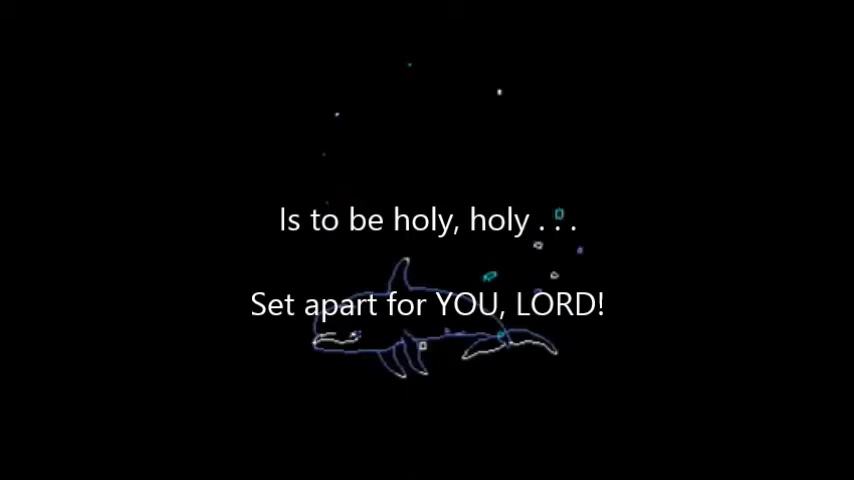 Is to be holy, holy . . .
Set apart for YOU, LORD!